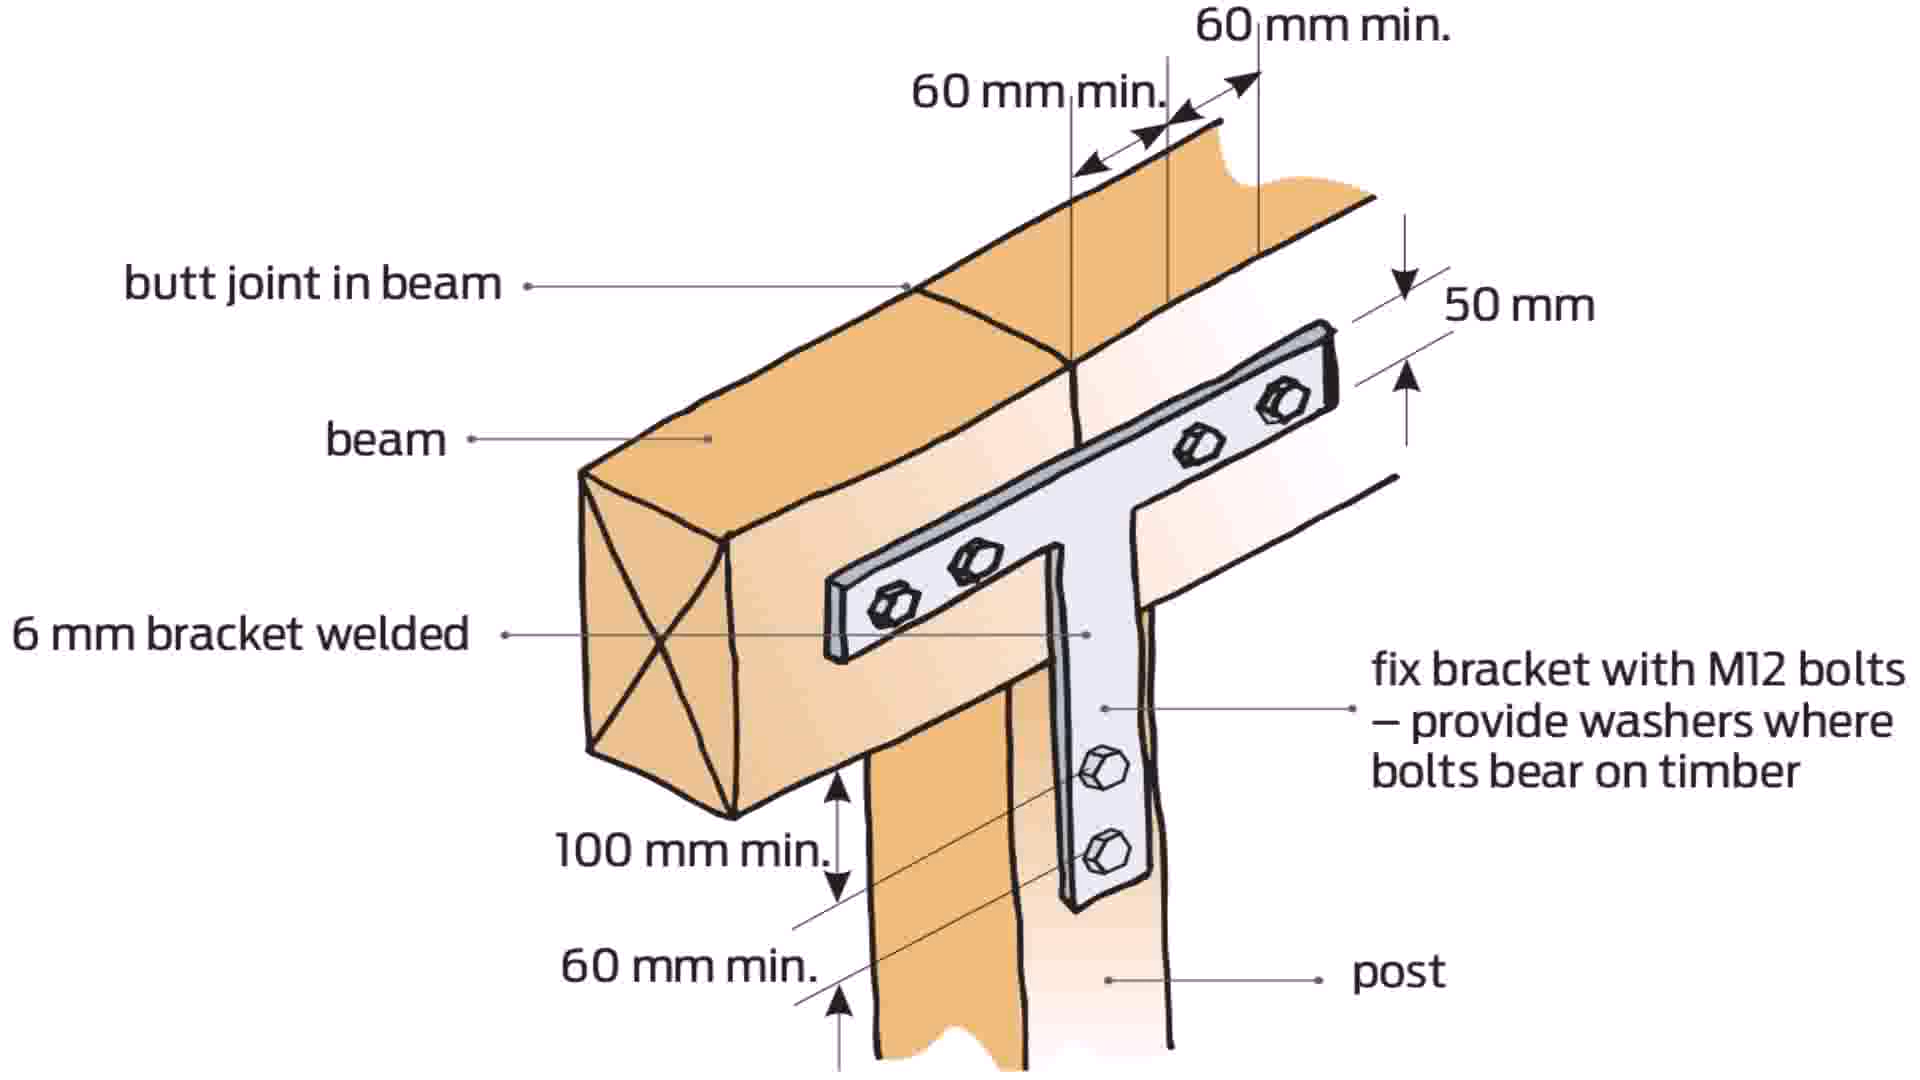 60 mm min.
60 mm min.
butt joint in beam
50 mm
beam
6 mm bracket welded
fix bracket with M12 bolts
– provide washers where
bolts bear on timber
100 mm min.
60 mm min.
post